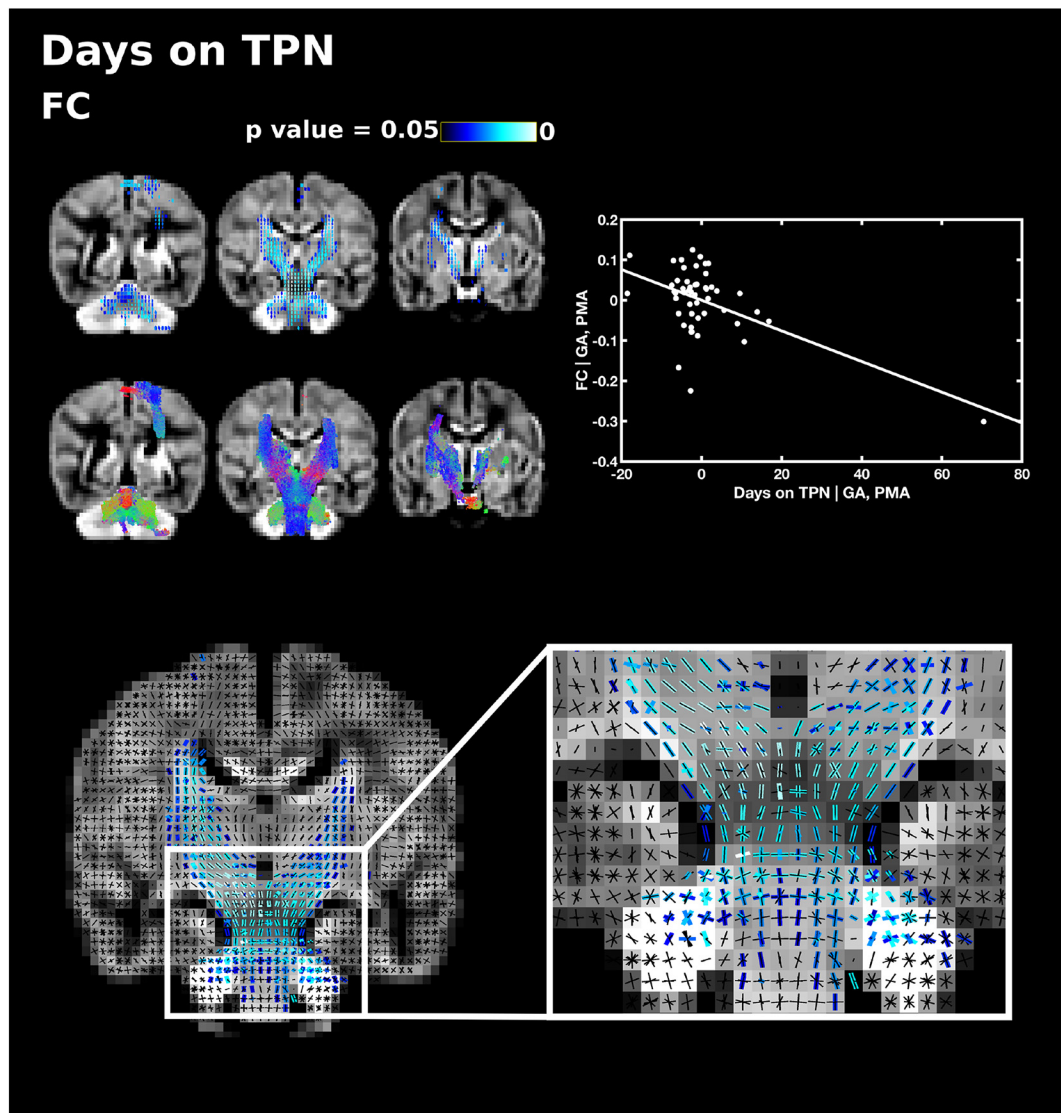 Days on TPN
FC
p value = 0.05 0
0.2
0.1
0
-0.1
-0.2
-0.3
-0.4
FC | GA, PMA
-20 0 20 40 60 80
Days on TPN | GA, PMA